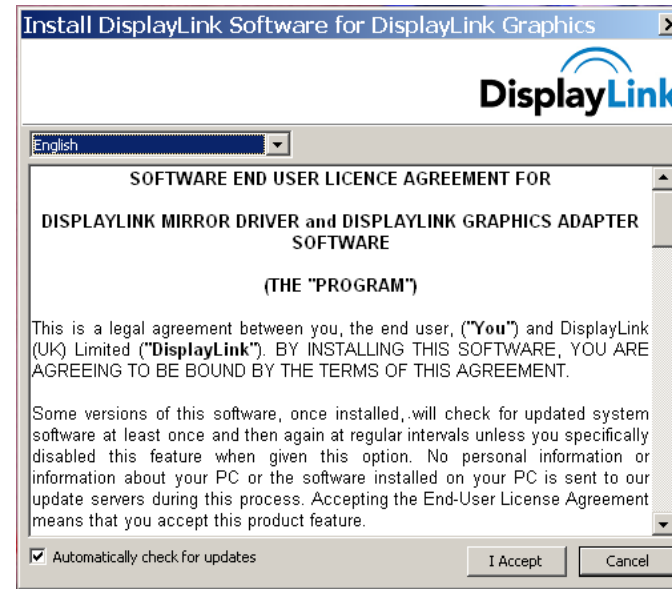 Install DisplayLink Software for DisplayLink Graphics
DisplayLink
English
SOFTWARE END USER LICENCE AGREEMENT FOR
DISPLAYLINK MIRROR DRIVER and DISPLAYLINK GRAPHICS ADAPTER
SOFTWARE
(THE "PROGRAM")
This is a legal agreement between you, the end user, ("You") and DisplayLink
(UK) Limited ("DisplayLink"). BY INSTALLING THIS SOFTWARE, YOU ARE
AGREEING TO BE BOUND BY THE TERMS OF THIS AGREEMENT.
Some versions of this software, once installed, will check for updated system
software at least once and then again at regular intervals unless you specifically
disabled this feature when given this option. No personal information or
information about your PC or the software installed on your PC is sent to our
update servers during this process. Accepting the End-User License Agreement
means that you accept this product feature.
Automatically check for updates
I Accept
Cancel